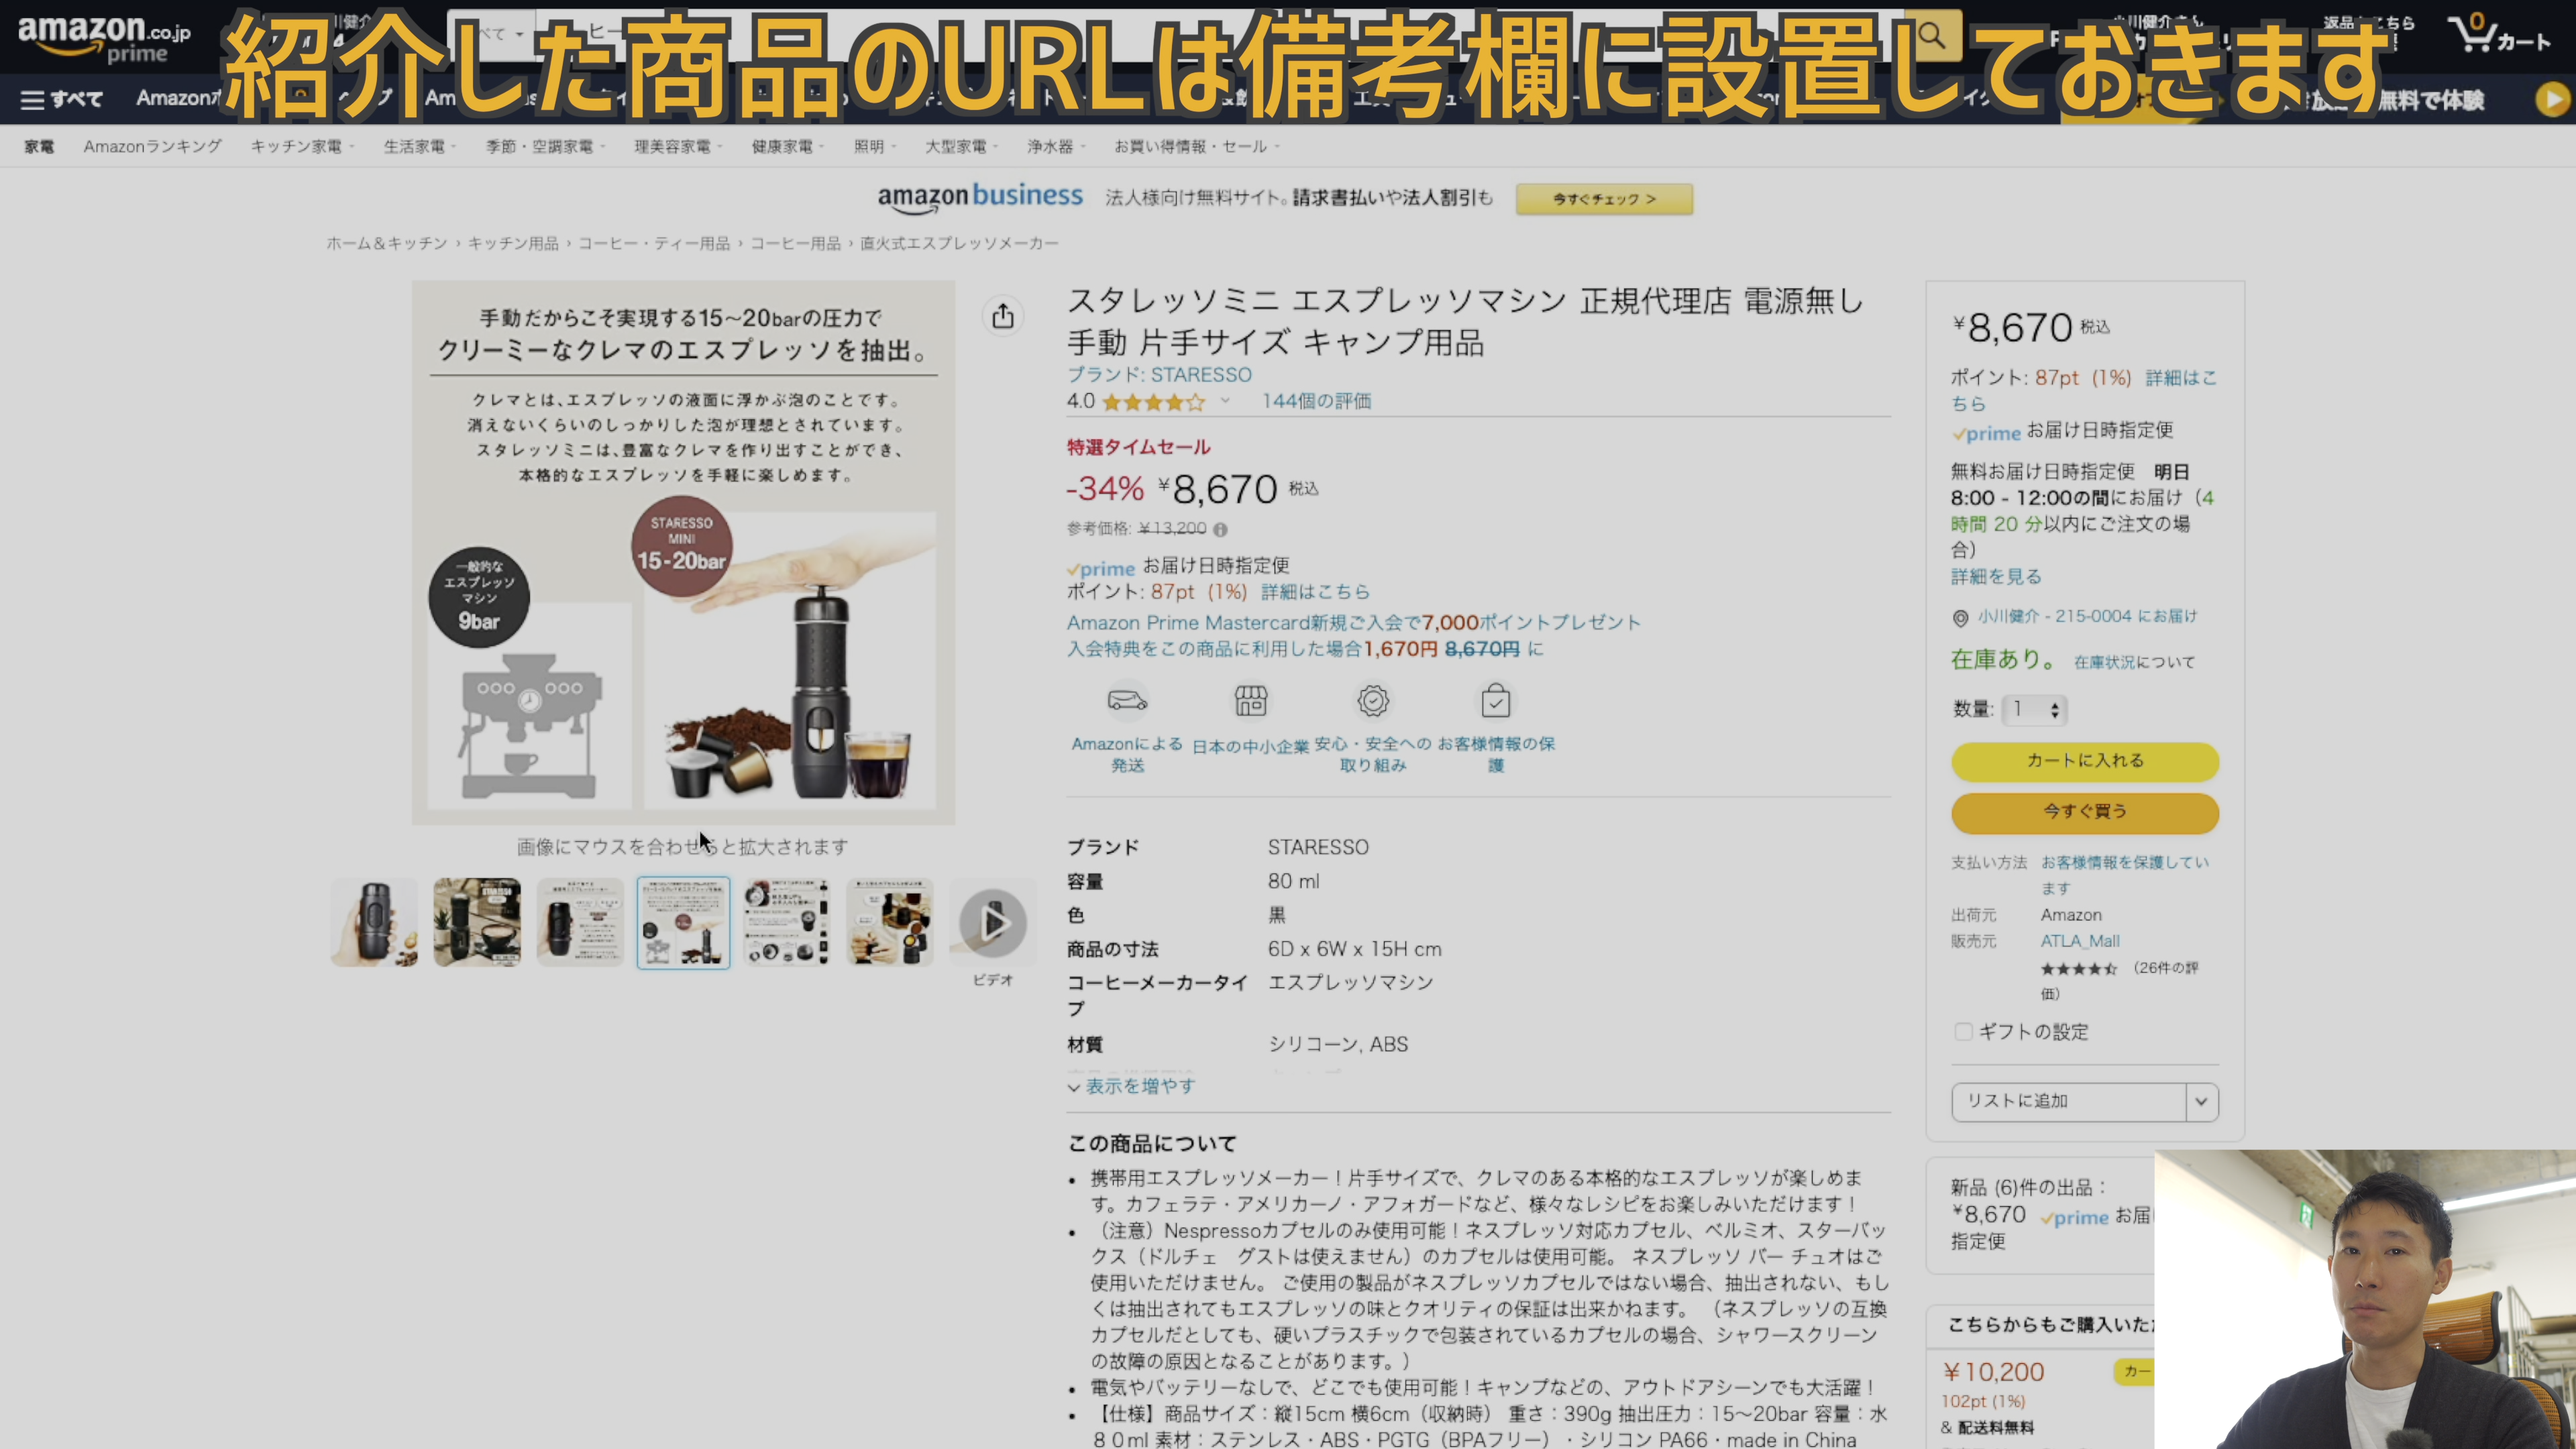 紹介した商品のURLは備考欄に設置しておきます
amazon.co.jp
prime
カート
0
すべて
無料で体験
家電 Amazonランキング キッチン家電 生活家電 季節・空調家電 理美容家電 健康家電 照明 大型家電 浄水器 お買い得情報・セール
amazon business 法人様向け無料サイト。請求書払いや法人割引も 今すぐチェック >
ホーム&キッチン › キッチン用品 › コーヒー・ティー用品 › コーヒー用品 › 直火式エスプレッソメーカー
手動だからこそ実現する15~20barの圧力で
クリーミーなクレマのエスプレッソを抽出。
クレマとは、エスプレッソの液面に浮かぶ泡のことです。
消えないくらいのしっかりした泡が理想とされています。
スタレッソミニは、豊富なクレマを作り出すことができ、
本格的なエスプレッソを手軽に楽しめます。
STARESSO
MINI
15-20bar
一般的な
エスプレッソ
マシン
9bar
画像にマウスを合わせると拡大されます
ビデオ
スタレッソミニ エスプレッソマシン 正規代理店 電源無し
手動 片手サイズ キャンプ用品
ブランド: STARESSO
4.0 144個の評価
特選タイムセール
-34% ¥8,670 税込
参考価格: ¥13,200
prime お届け日時指定便
ポイント: 87pt (1%) 詳細はこちら
Amazon Prime Mastercard新規ご入会で7,000ポイントプレゼント
入会特典をこの商品に利用した場合1,670円 8,670円 に
Amazonによる
発送
日本の中小企業
安心・安全への
取り組み
お客様情報の保
護
ブランド STARESSO
容量 80 ml
色 黒
商品の寸法 6D x 6W x 15H cm
コーヒーメーカータイ
プ
エスプレッソマシン
材質 シリコーン, ABS
表示を増やす
この商品について
• 携帯用エスプレッソメーカー!片手サイズで、クレマのある本格的なエスプレッソが楽しめま
す。カフェラテ・アメリカーノ・アフォガードなど、様々なレシピをお楽しみいただけます!
• (注意)Nespressoカプセルのみ使用可能!ネスプレッソ対応カプセル、ベルミオ、スターバッ
クス(ドルチェ グストは使えません)のカプセルは使用可能。 ネスプレッソ バー チュオはご
使用いただけません。 ご使用の製品がネスプレッソカプセルではない場合、抽出されない、もし
くは抽出されてもエスプレッソの味とクオリティの保証は出来かねます。 (ネスプレッソの互換
カプセルだとしても、硬いプラスチックで包装されているカプセルの場合、シャワースクリーン
の故障の原因となることがあります。)
• 電気やバッテリーなしで、どこでも使用可能!キャンプなどの、アウトドアシーンでも大活躍!
• 【仕様】商品サイズ:縦15cm 横6cm(収納時) 重さ:390g 抽出圧力:15~20bar 容量:水
80ml 素材:ステンレス・ABS・PGTG(BPAフリー)・シリコン PA66・made in China
¥8,670 税込
ポイント: 87pt (1%) 詳細はこ
ちら
prime お届け日時指定便
無料お届け日時指定便 明日
8:00 - 12:00の間にお届け(4
時間 20 分以内にご注文の場
合)
詳細を見る
小川健介 - 215-0004 にお届け
在庫あり。 在庫状況について
数量: 1
カートに入れる
今すぐ買う
支払い方法 お客様情報を保護してい
ます
出荷元 Amazon
販売元 ATLA_Mall
(26件の評
価)
ギフトの設定
リストに追加
新品 (6)件の出品:
¥8,670 prime お届
指定便
こちらからもご購入いた
¥10,200
カー
102pt (1%)
& 配送料無料